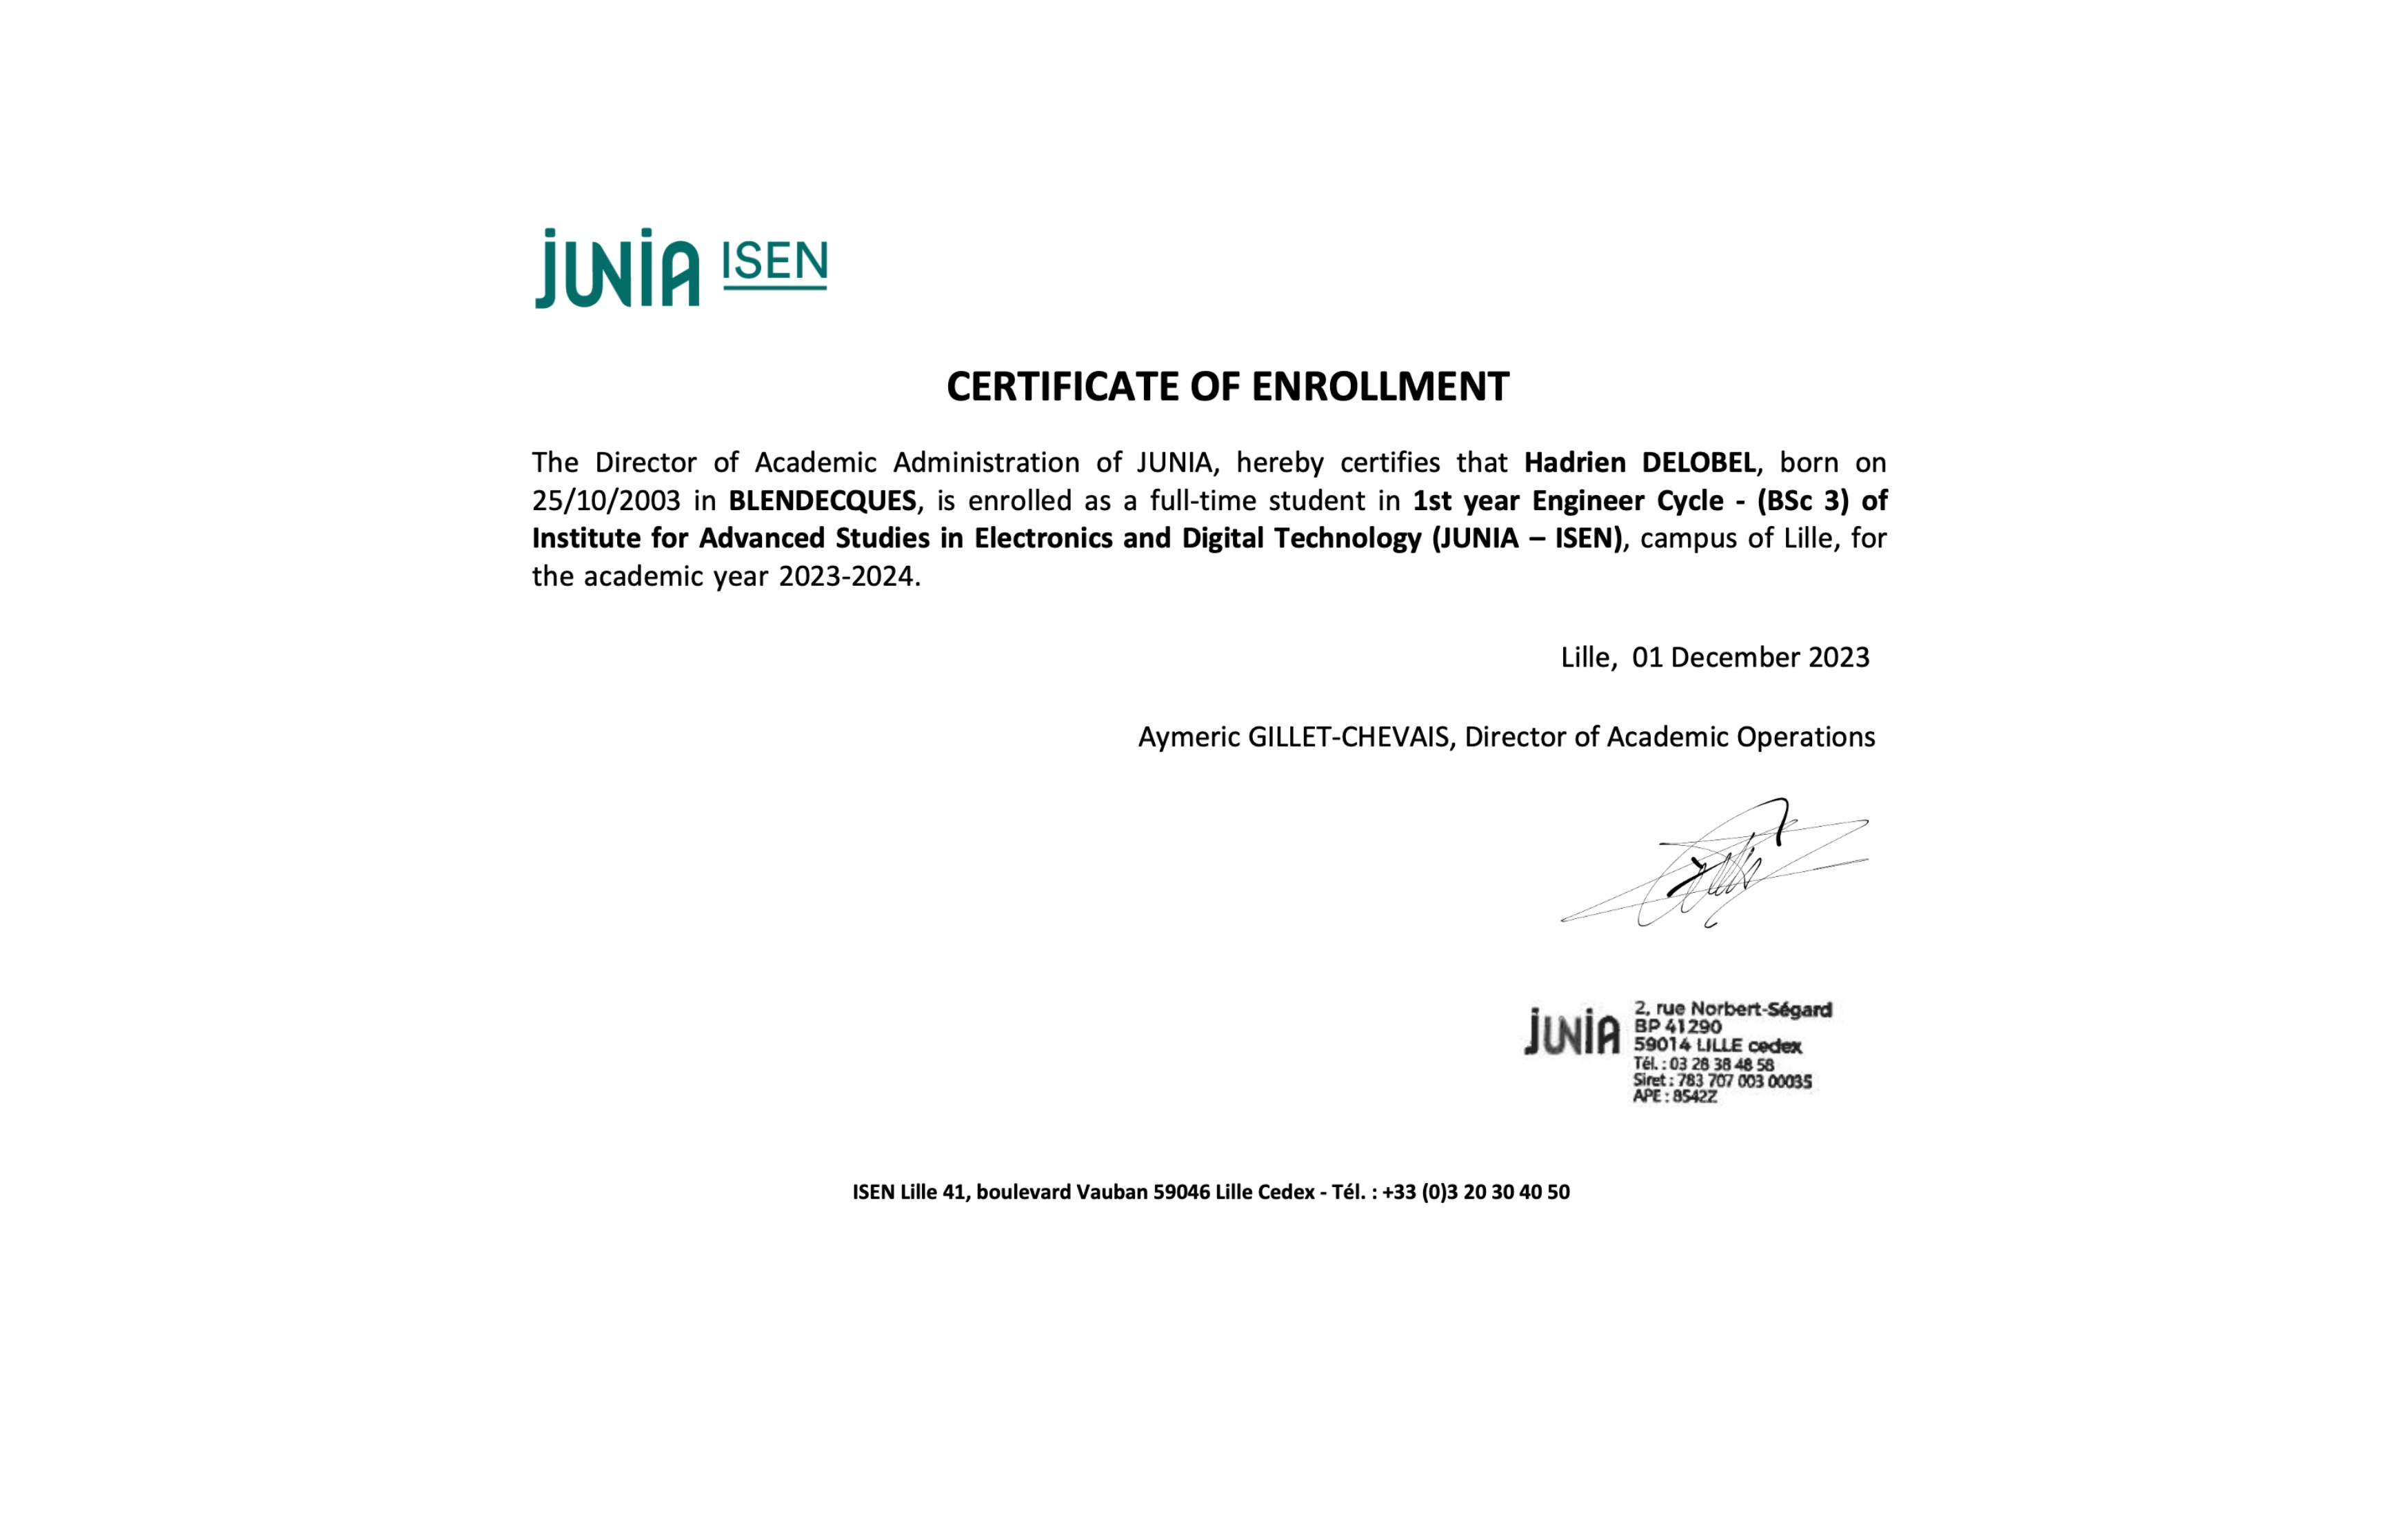 JUNIA ISEN
CERTIFICATE OF ENROLLMENT
The Director of Academic Administration of JUNIA, hereby certifies that Hadrien DELOBEL, born on
25/10/2003 in BLENDECQUES, is enrolled as a full-time student in 1st year Engineer Cycle - (BSc 3) of
Institute for Advanced Studies in Electronics and Digital Technology (JUNIA – ISEN), campus of Lille, for
the academic year 2023-2024.
Lille, 01 December 2023
Aymeric GILLET-CHEVAIS, Director of Academic Operations
JUNIA
2, rue Norbert-Ségard
BP 41290
59014 LILLE cedex
Tél. : 03 28 38 48 58
Siret : 783 707 003 00035
APE : 8542Z
ISEN Lille 41, boulevard Vauban 59046 Lille Cedex - Tél. : +33 (0)3 20 30 40 50